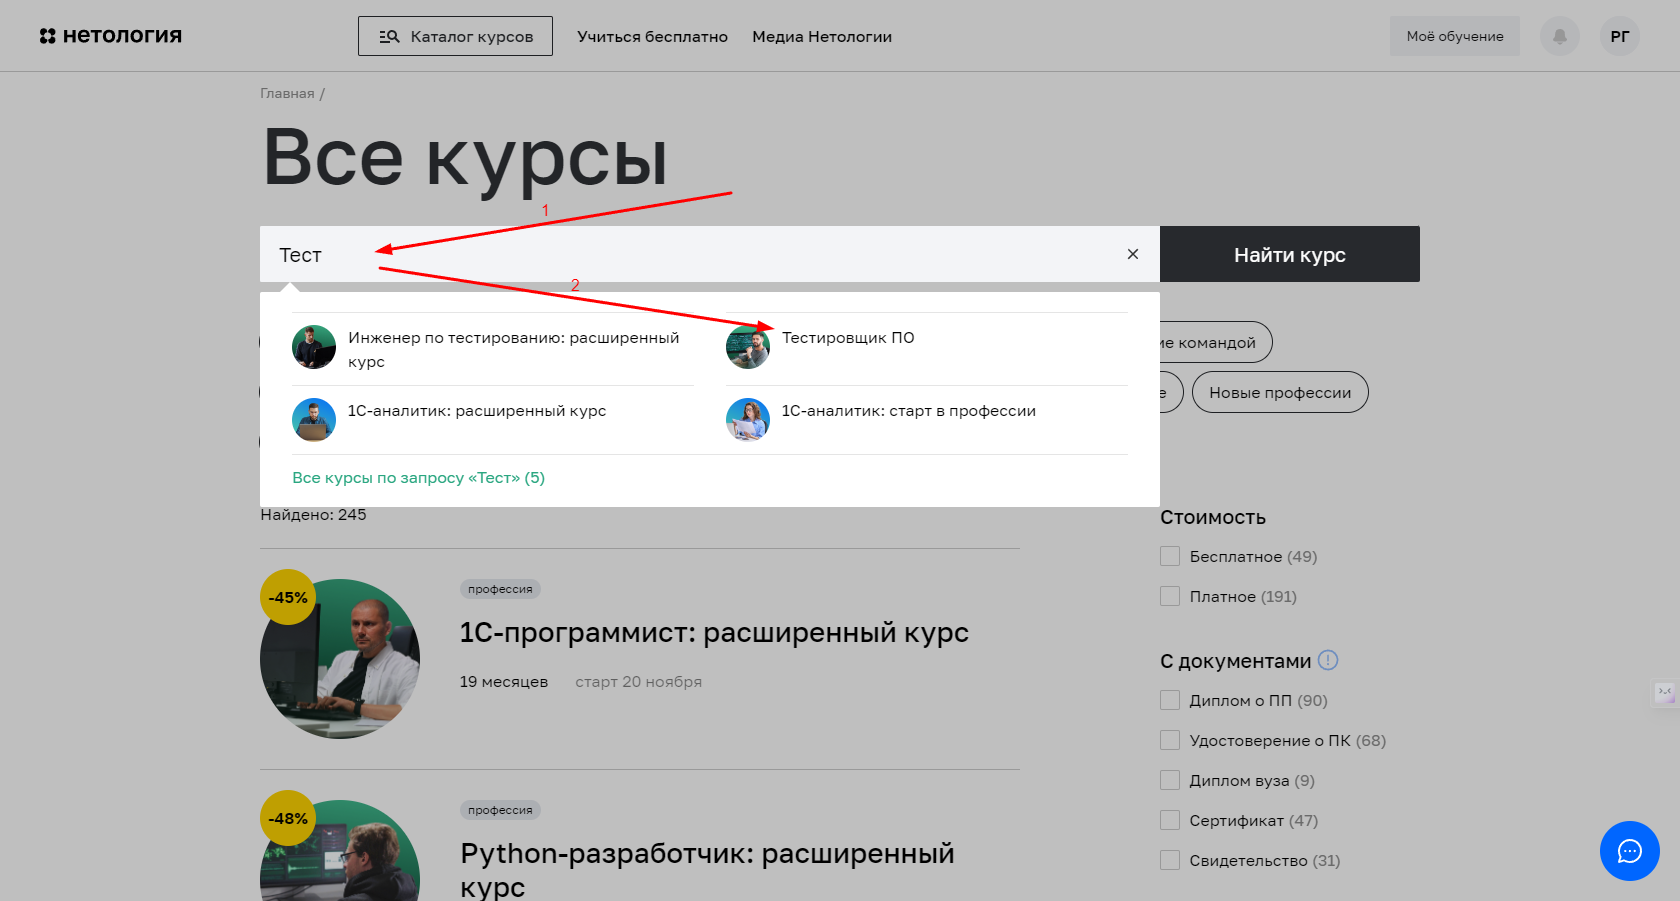 нетология
Каталог курсов
Учиться бесплатно
Медиа Нетологии
Моё обучение
РГ
Главная /
Все курсы
1
Тест
Найти курс
2
Инженер по тестированию: расширенный
курс
Тестировщик ПО
ие командой
1С-аналитик: расширенный курс
1С-аналитик: старт в профессии
е
Новые профессии
Все курсы по запросу «Тест» (5)
Найдено: 245
Стоимость
Бесплатное (49)
Платное (191)
-45%
профессия
1С-программист: расширенный курс
19 месяцев
старт 20 ноября
С документами
Диплом о ПП (90)
Удостоверение о ПК (68)
Диплом вуза (9)
Сертификат (47)
Свидетельство (31)
-48%
профессия
Python-разработчик: расширенный
курс